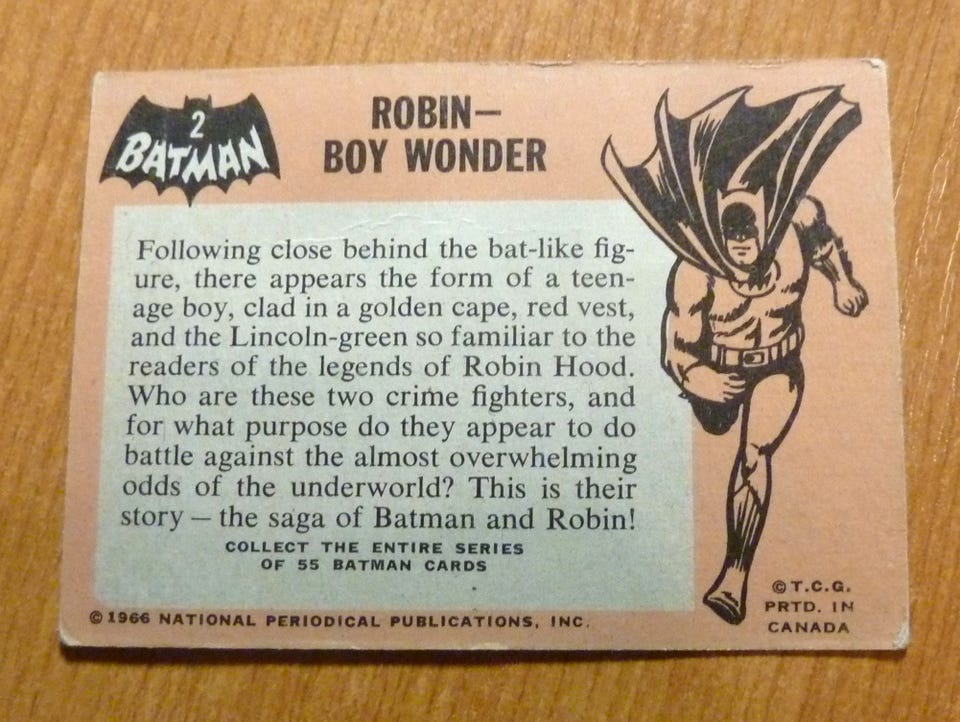 2
BATMAN
ROBIN—
BOY WONDER
Following close behind the bat-like fig-
ure, there appears the form of a teen-
age boy, clad in a golden cape, red vest,
and the Lincoln-green so familiar to the
readers of the legends of Robin Hood.
Who are these two crime fighters, and
for what purpose do they appear to do
battle against the almost overwhelming
odds of the underworld? This is their
story — the saga of Batman and Robin!
COLLECT THE ENTIRE SERIES
OF 55 BATMAN CARDS
©1966 NATIONAL PERIODICAL PUBLICATIONS, INC.
©T.C.G.
PRTD. IN
CANADA